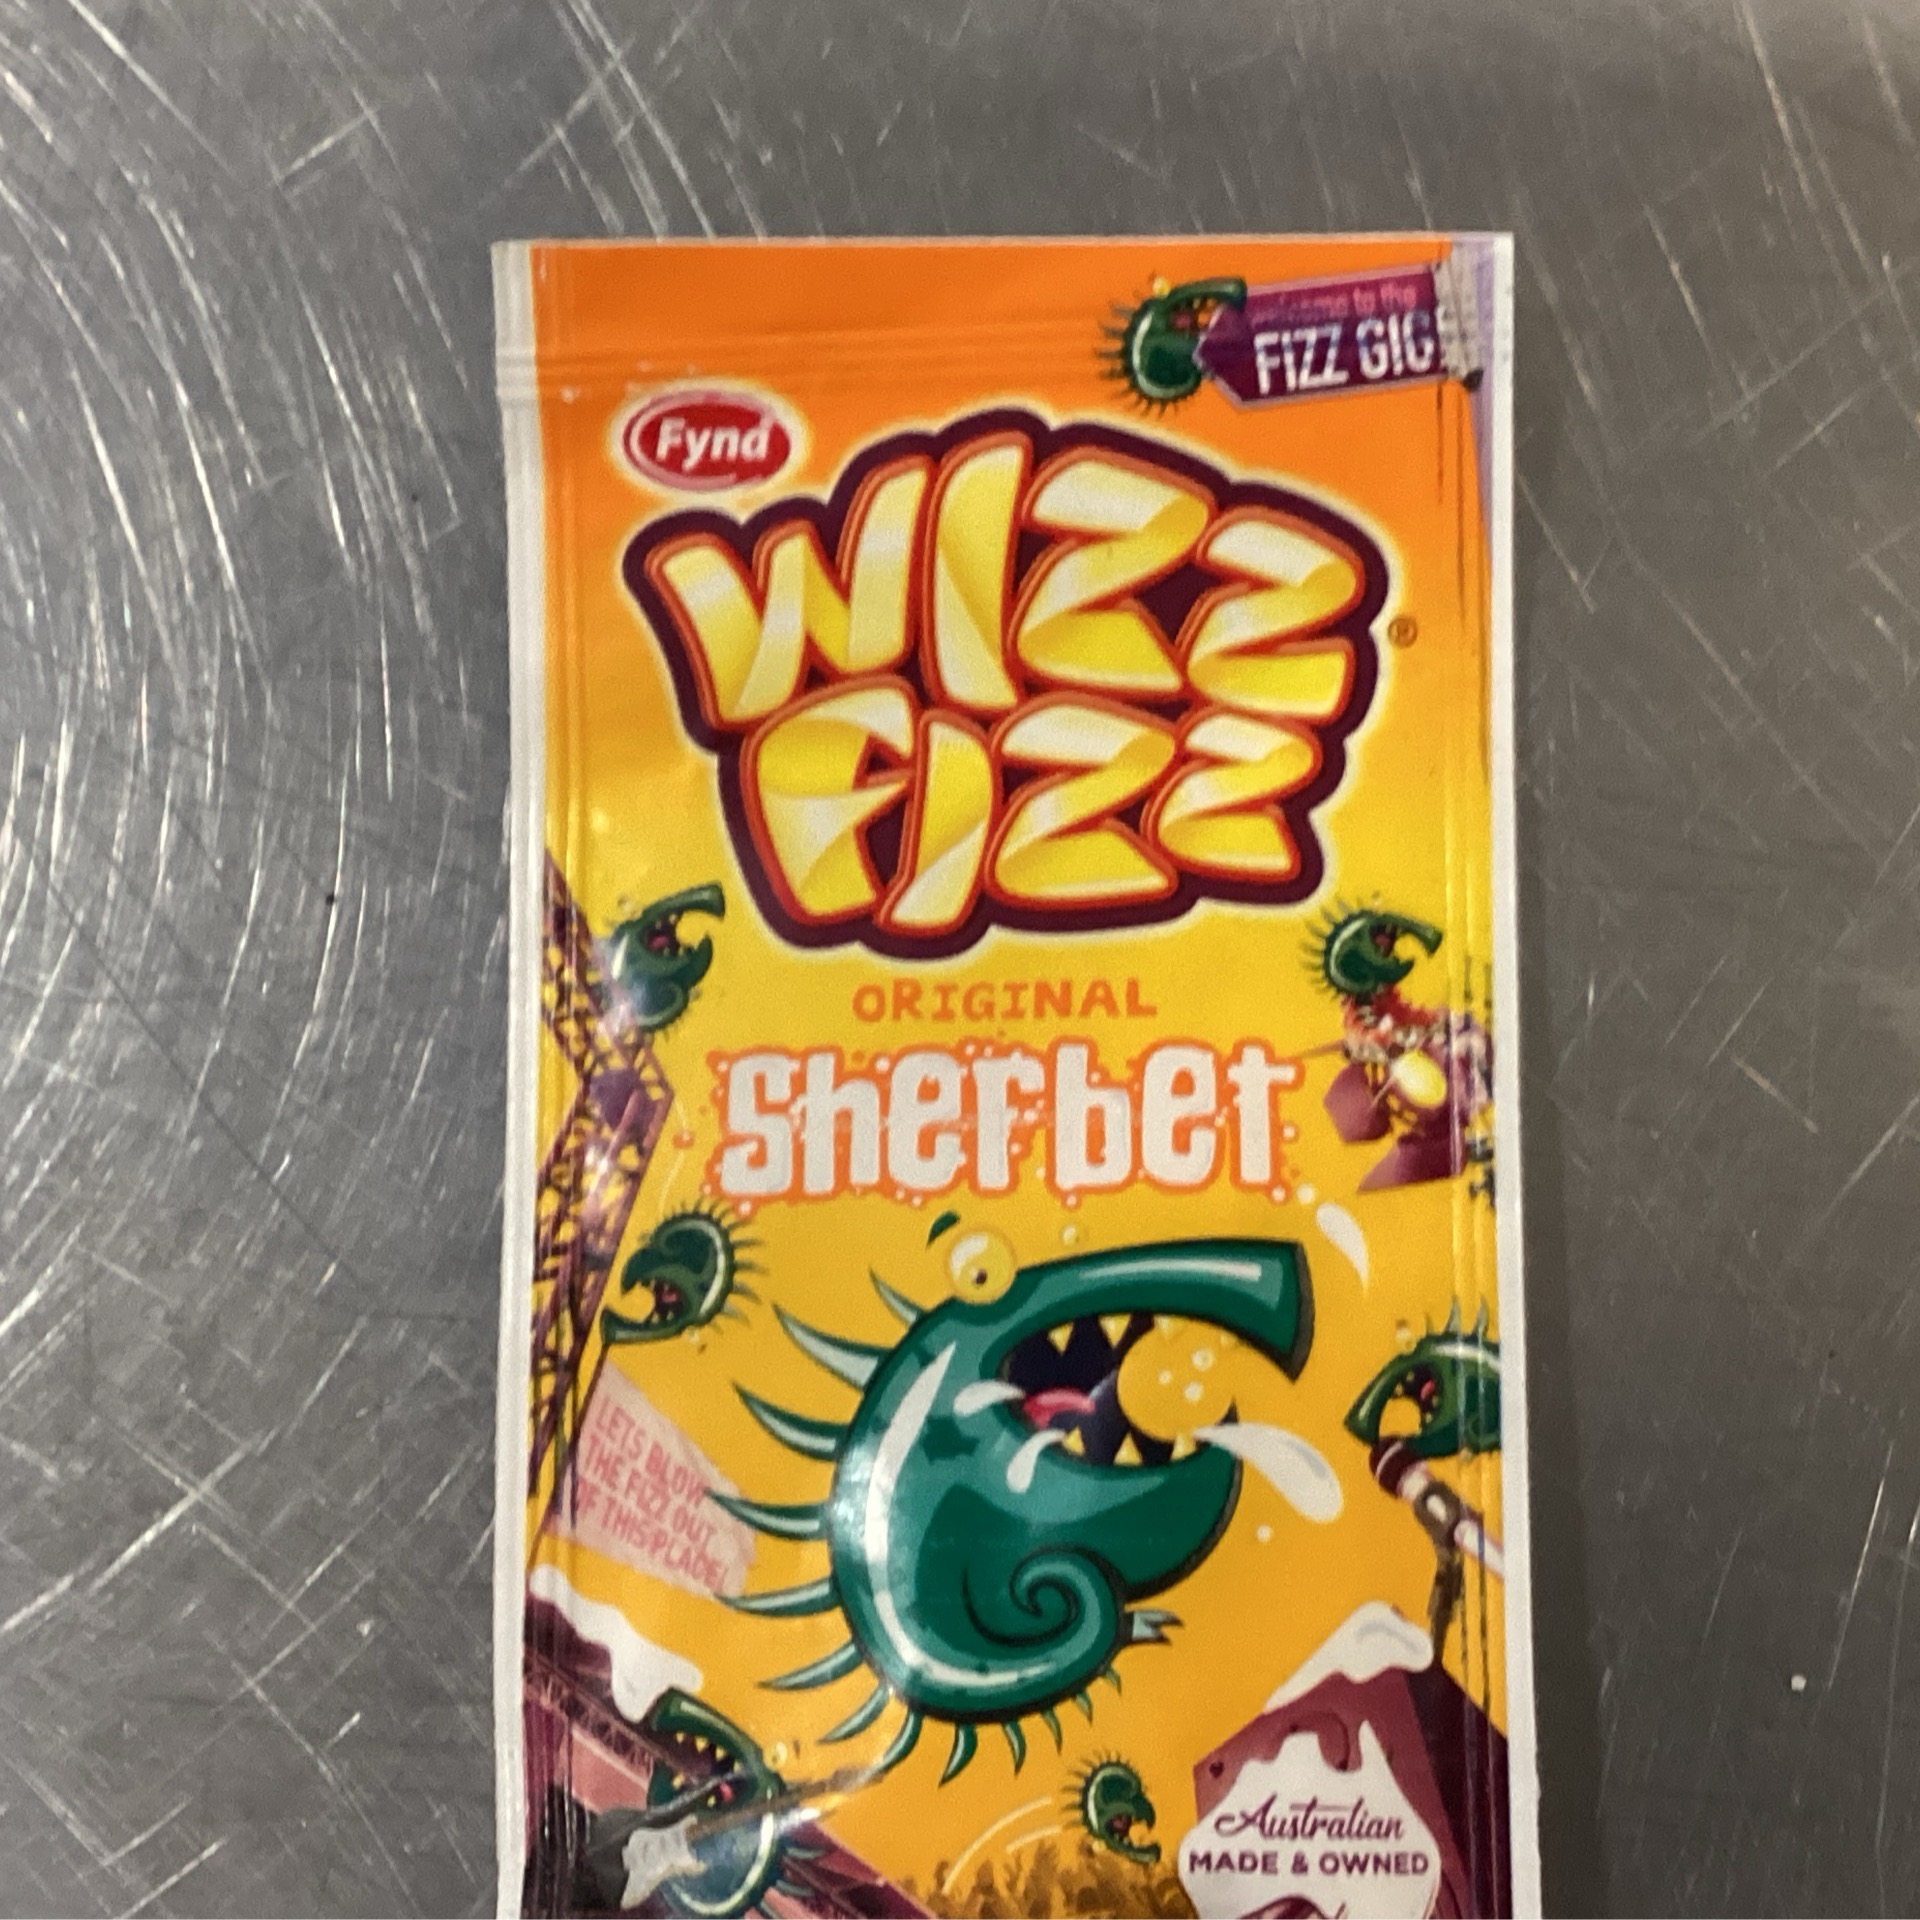 welcome to the
FIZZ GIG
Fynd
WIZZ
FIZZ
®
ORIGINAL
Sherbet
LETS BLOW
THE FIZZ OUT
OF THIS PLACE!
Australian
MADE & OWNED